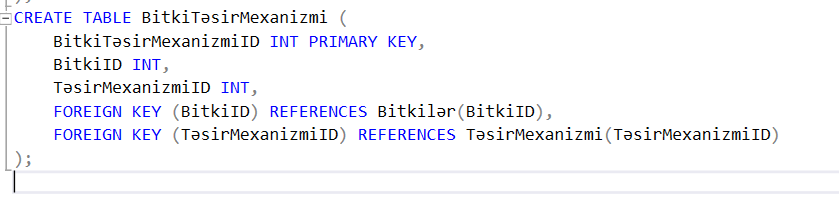 CREATE TABLE BitkiTəsirMexanizmi (
BitkiTəsirMexanizmiID INT PRIMARY KEY,
BitkiID INT,
TəsirMexanizmiID INT,
FOREIGN KEY (BitkiID) REFERENCES Bitkilər(BitkiID),
FOREIGN KEY (TəsirMexanizmiID) REFERENCES TəsirMexanizmi(TəsirMexanizmiID)
);